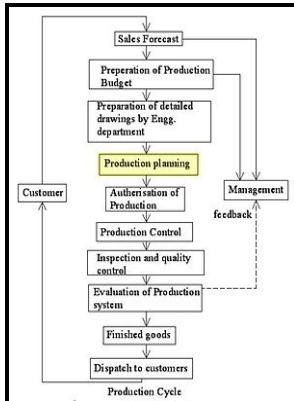 Sales Forecast
Preperation of Production
Budget
Preparation of detailed
drawings by Engg.
department
Production planning
Customer
Autherisation of
Production
Management
feedback
Production Control
Inspection and quality
control
Evaluation of Production
system
Finished goods
Dispatch to customers
Production Cycle